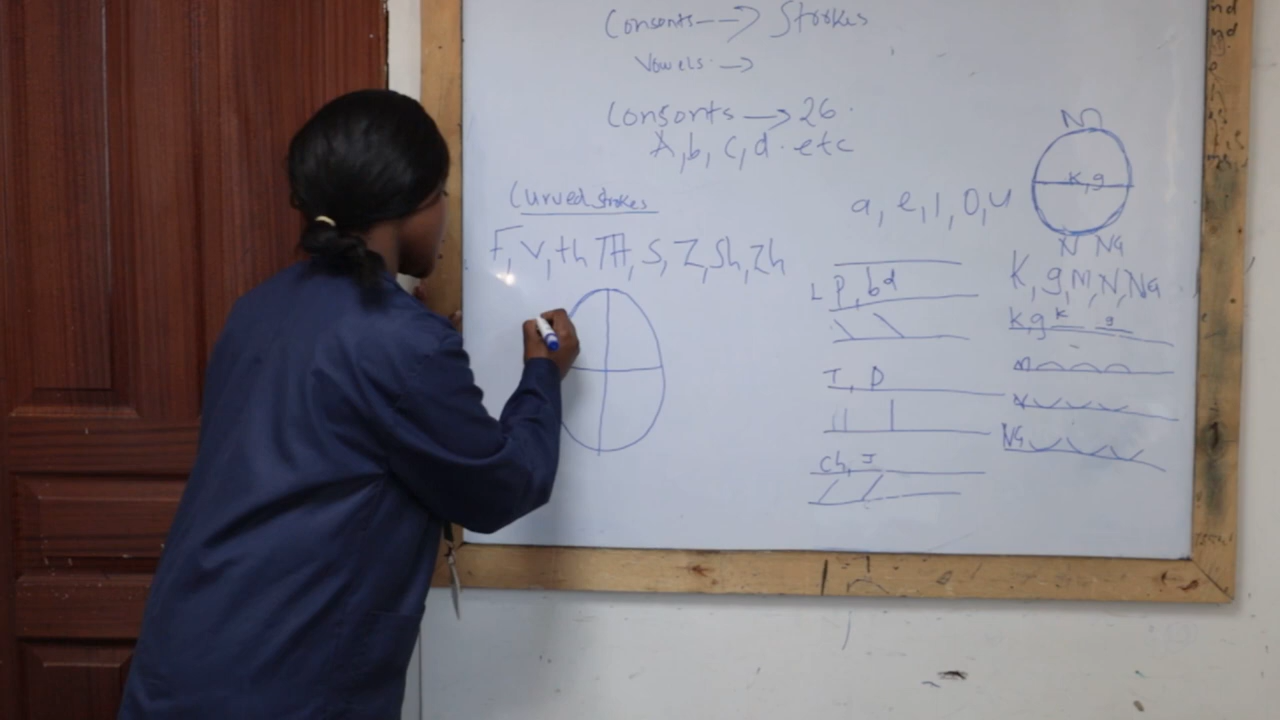 Consonts --> Strokes
Vowels →
Consonts → 26.
A, b, C, d. etc
Curved strokes
a, e, I, O, u
F, V, th TH, S, Z, Sh, Zh
P, b d
T, D
Ch, J
M
K, g
N NG
K, g, M, N, NG
K, g K g
m
N
NG